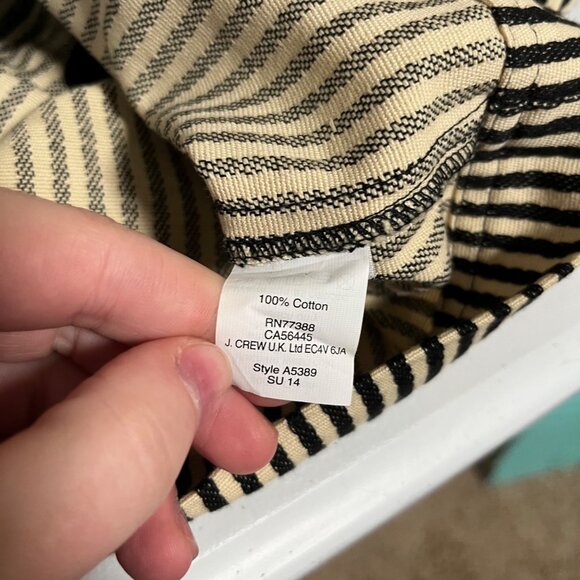 100% Cotton
RN77388
CA56445
J. CREW U.K. Ltd EC4V 6JA
Style A5389
SU 14